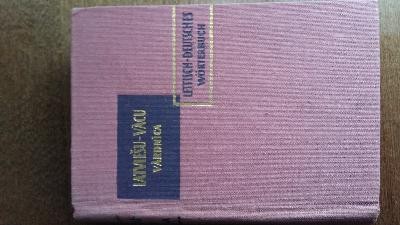 LATVIEŠU-VĀCU
VĀRDNĪCA
LETTISCH-DEUTSCHES
WÖRTERBUCH